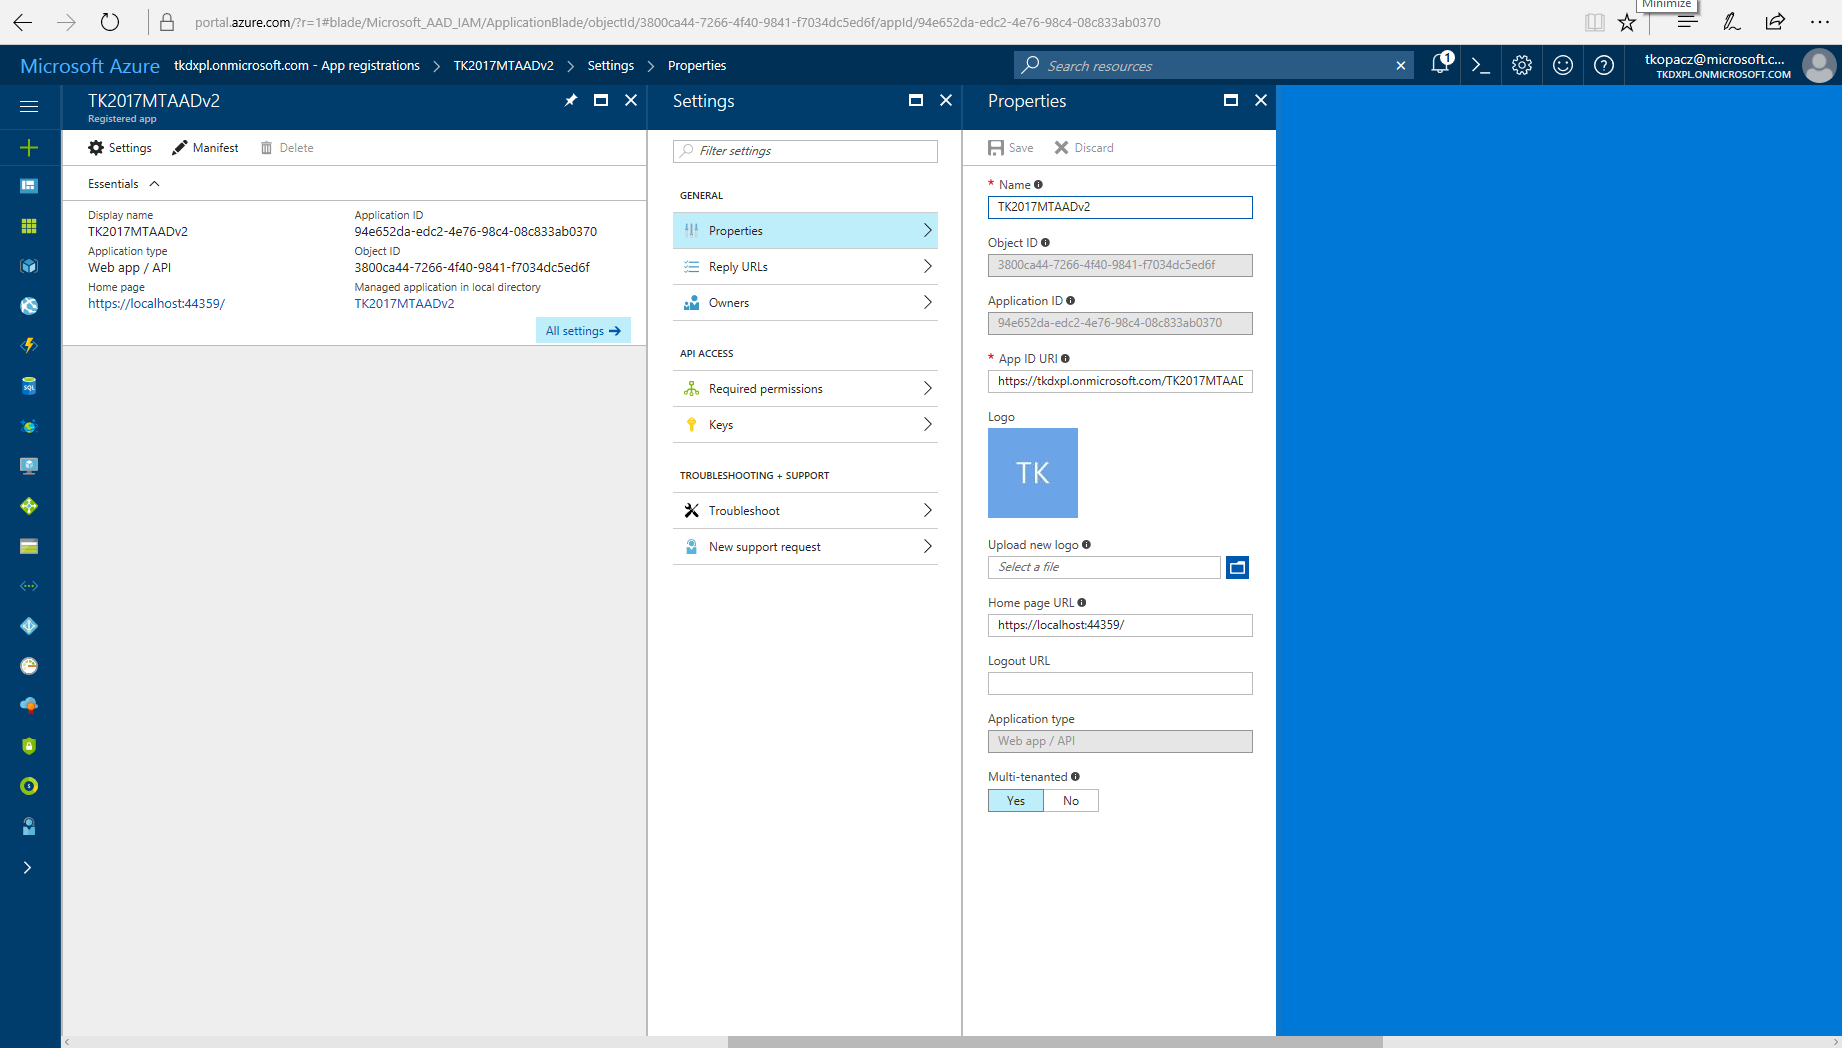 Minimize
portal.azure.com/?r=1#blade/Microsoft_AAD_IAM/ApplicationBlade/objectId/3800ca44-7266-4f40-9841-f7034dc5ed6f/appId/94e652da-edc2-4e76-98c4-08c833ab0370
Microsoft Azure tkdxpl.onmicrosoft.com - App registrations > TK2017MTAADv2 > Settings > Properties
Search resources
1
tkopacz@microsoft.c...
TKDXPL.ONMICROSOFT.COM
TK2017MTAADv2
Registered app
Settings
Manifest
Delete
Essentials
Display name
TK2017MTAADv2
Application type
Web app / API
Home page
https://localhost:44359/
Application ID
94e652da-edc2-4e76-98c4-08c833ab0370
Object ID
3800ca44-7266-4f40-9841-f7034dc5ed6f
Managed application in local directory
TK2017MTAADv2
All settings
Settings
Filter settings
GENERAL
Properties
Reply URLs
Owners
API ACCESS
Required permissions
Keys
TROUBLESHOOTING + SUPPORT
Troubleshoot
New support request
Properties
Save
Discard
* Name
TK2017MTAADv2
Object ID
3800ca44-7266-4f40-9841-f7034dc5ed6f
Application ID
94e652da-edc2-4e76-98c4-08c833ab0370
* App ID URI
https://tkdxpl.onmicrosoft.com/TK2017MTAAD
Logo
TK
Upload new logo
Select a file
Home page URL
https://localhost:44359/
Logout URL
Application type
Web app / API
Multi-tenanted
Yes
No